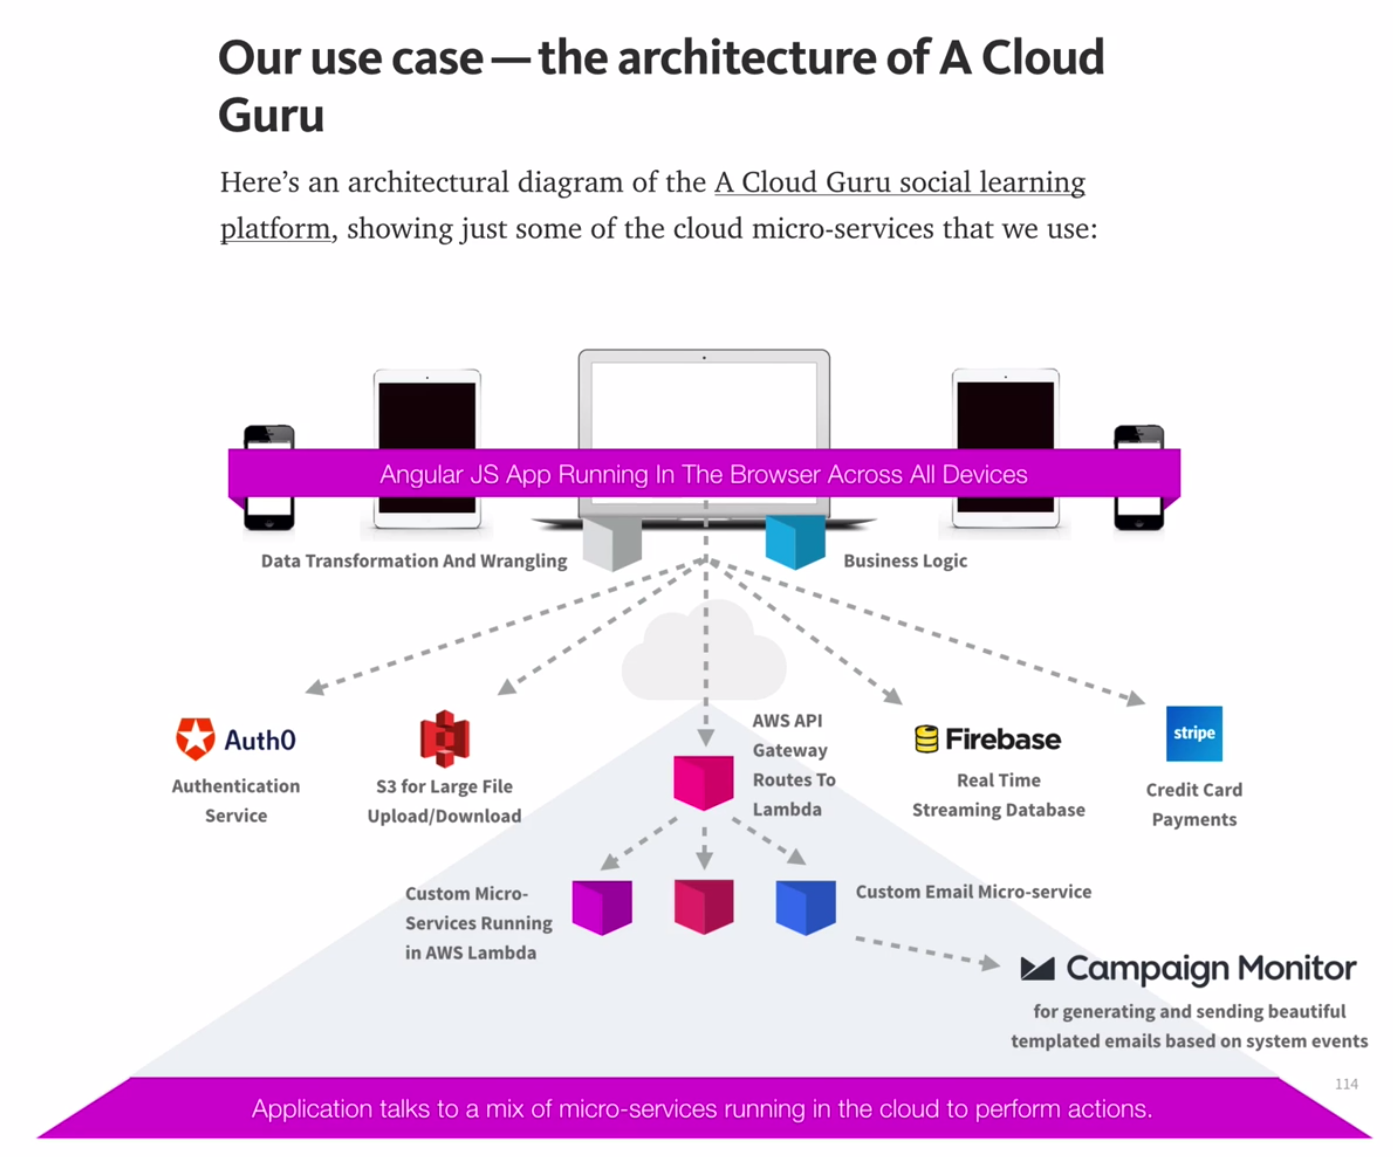 Our use case — the architecture of A Cloud
Guru
Here’s an architectural diagram of the A Cloud Guru social learning
platform, showing just some of the cloud micro-services that we use:
Angular JS App Running In The Browser Across All Devices
Data Transformation And Wrangling
Business Logic
Auth0
Authentication
Service
S3 for Large File
Upload/Download
AWS API
Gateway
Routes To
Lambda
Firebase
Real Time
Streaming Database
stripe
Credit Card
Payments
Custom Micro-
Services Running
in AWS Lambda
Custom Email Micro-service
Campaign Monitor
for generating and sending beautiful
templated emails based on system events
114
Application talks to a mix of micro-services running in the cloud to perform actions.